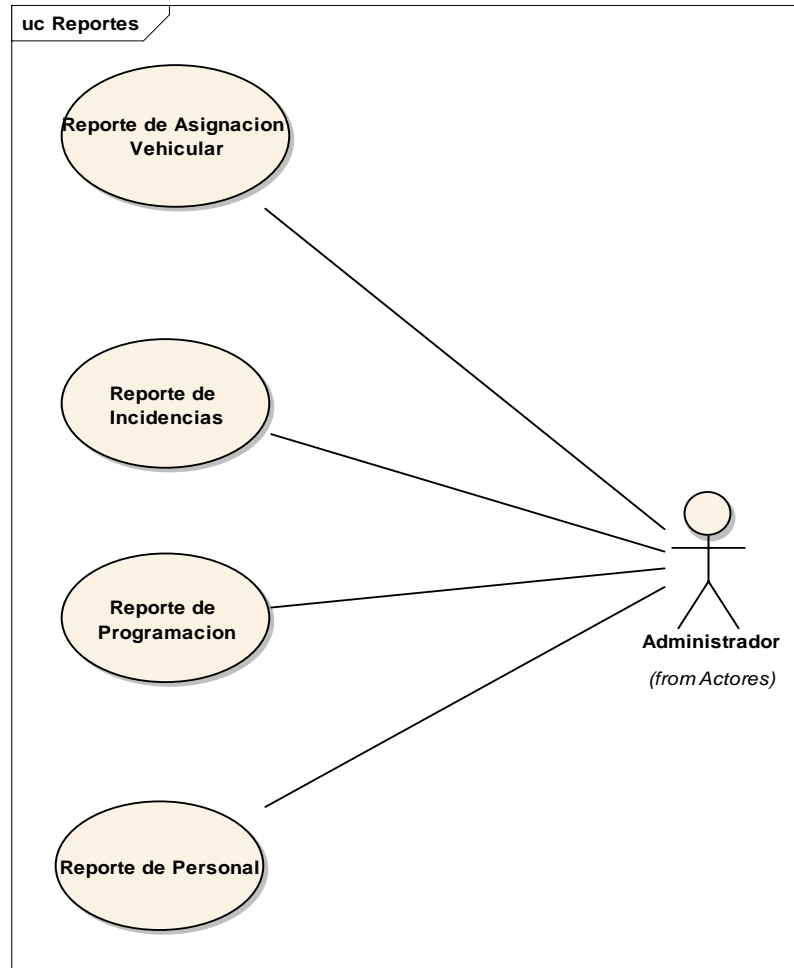 uc Reportes
Reporte de Asignacion
Vehicular
Reporte de
Incidencias
Reporte de
Programacion
Administrador
(from Actores)
Reporte de Personal